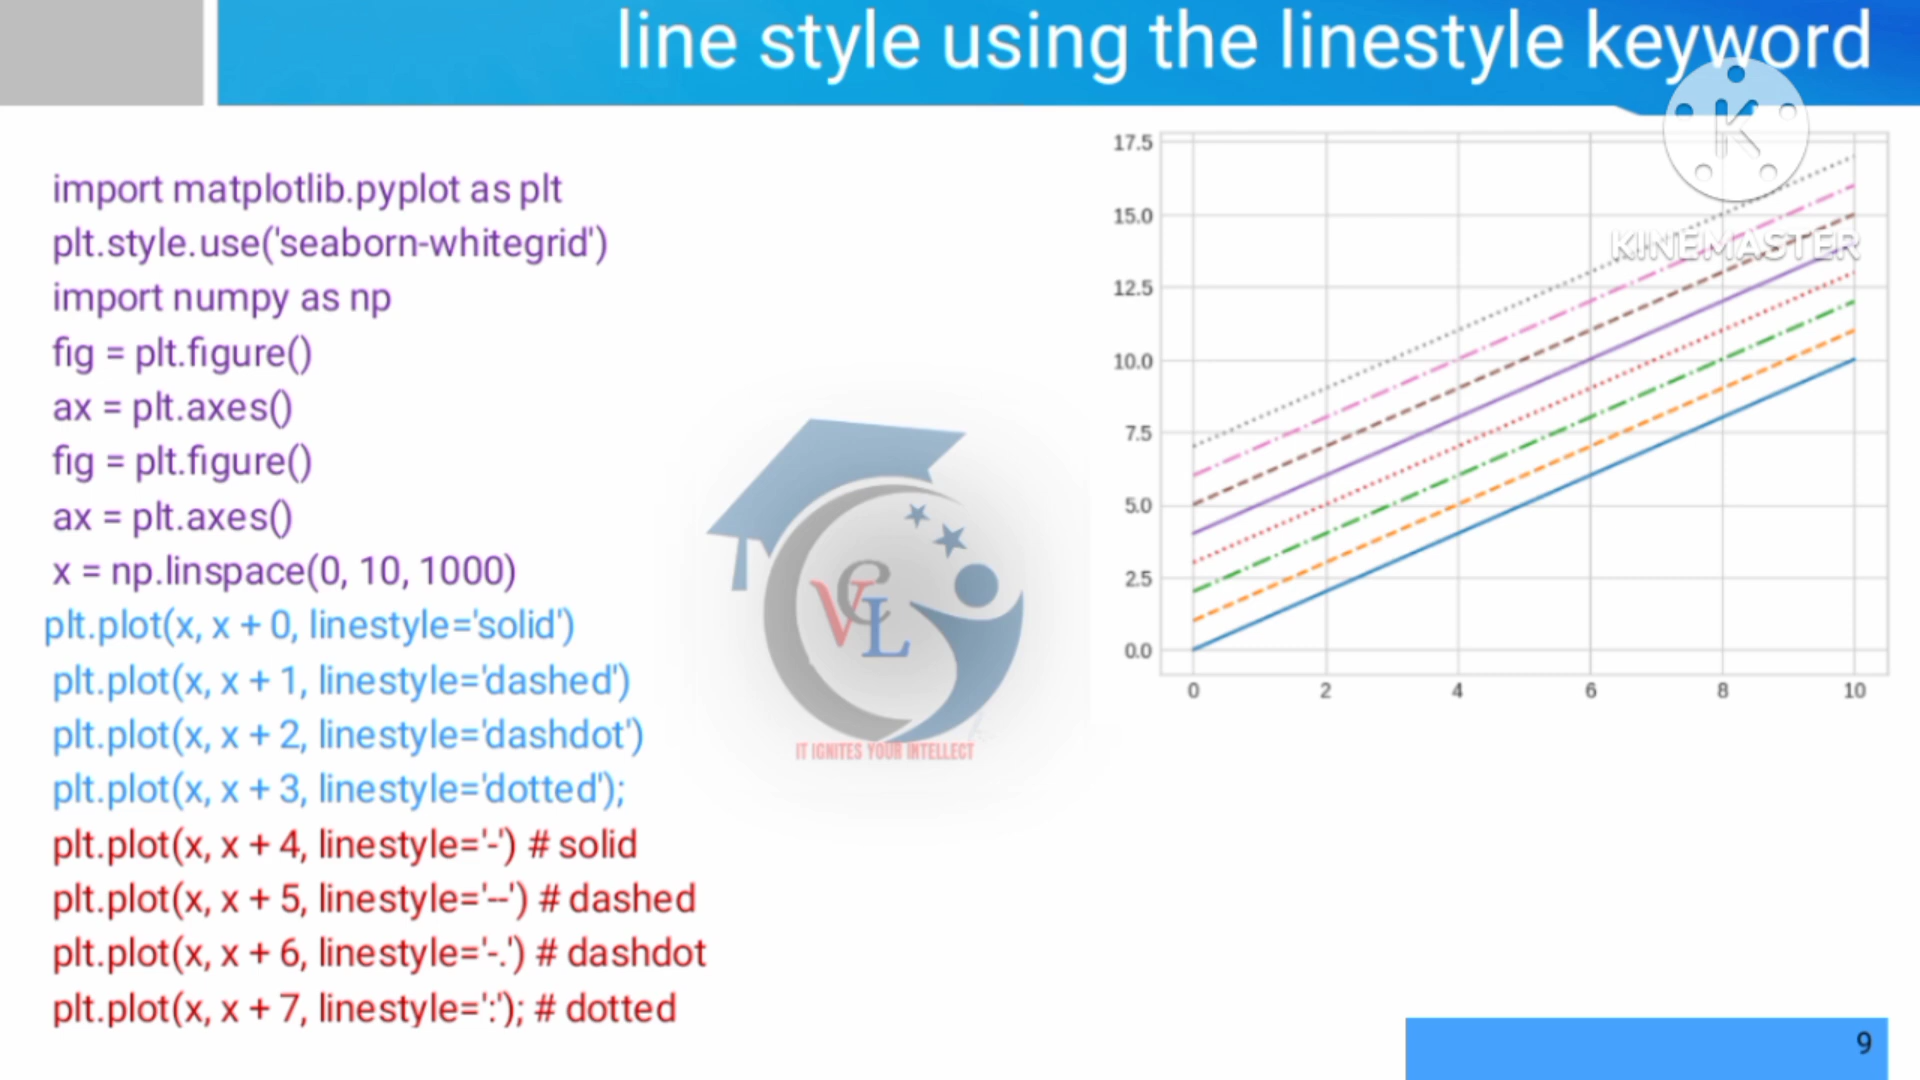 line style using the linestyle keyword
import matplotlib.pyplot as plt
plt.style.use('seaborn-whitegrid')
import numpy as np
fig = plt.figure()
ax = plt.axes()
fig = plt.figure()
ax = plt.axes()
x = np.linspace(0, 10, 1000)
plt.plot(x, x + 0, linestyle='solid')
plt.plot(x, x + 1, linestyle='dashed')
plt.plot(x, x + 2, linestyle='dashdot')
plt.plot(x, x + 3, linestyle='dotted');
plt.plot(x, x + 4, linestyle='-') # solid
plt.plot(x, x + 5, linestyle='--') # dashed
plt.plot(x, x + 6, linestyle='-.') # dashdot
plt.plot(x, x + 7, linestyle=':'); # dotted
VeL
IT IGNITES YOUR INTELLECT
K
KINEMASTER
17.5
15.0
12.5
10.0
7.5
5.0
2.5
0.0
0 2 4 6 8 10
9